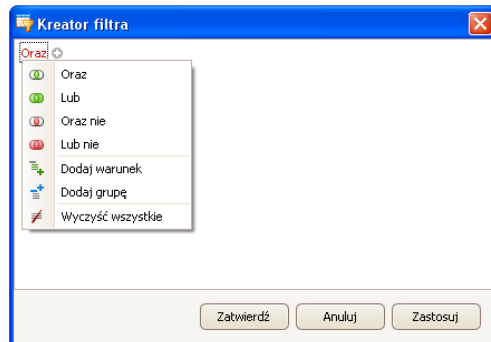 Kreator filtra
Oraz
Oraz
Lub
Oraz nie
Lub nie
Dodaj warunek
Dodaj grupę
Wyczyść wszystkie
Zatwierdź Anuluj Zastosuj